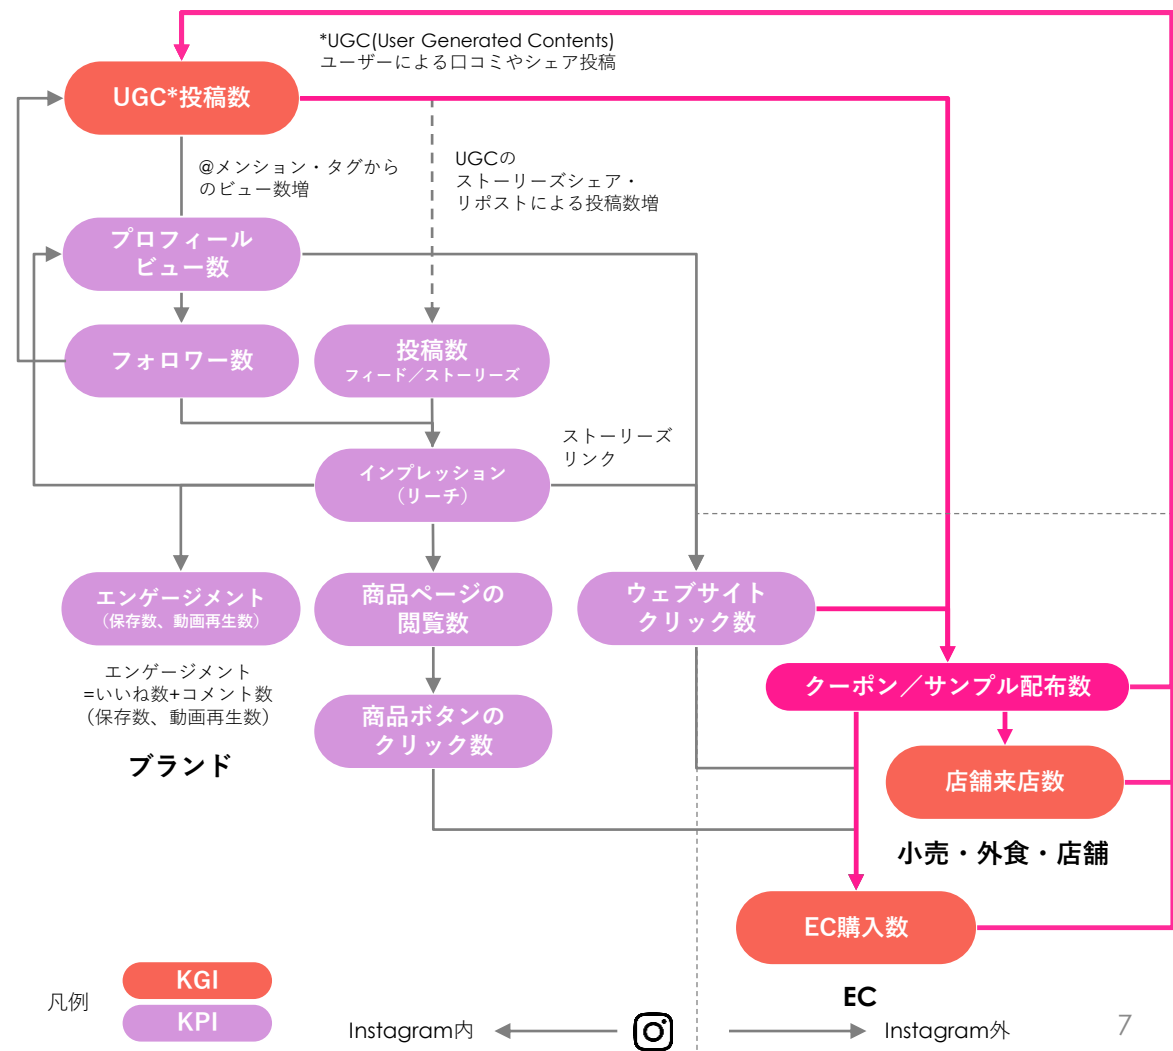 *UGC(User Generated Contents)
ユーザーによる口コミやシェア投稿
UGC*投稿数
@メンション・タグから
のビュー数増
UGCの
ストーリーズシェア・
リポストによる投稿数増
プロフィール
ビュー数
フォロワー数
投稿数
フィード／ストーリーズ
ストーリーズ
リンク
インプレッション
（リーチ）
エンゲージメント
（保存数、動画再生数）
商品ページの
閲覧数
ウェブサイト
クリック数
エンゲージメント
=いいね数+コメント数
（保存数、動画再生数）
ブランド
商品ボタンの
クリック数
クーポン／サンプル配布数
店舗来店数
小売・外食・店舗
EC購入数
EC
凡例
KGI
KPI
Instagram内
Instagram外
7